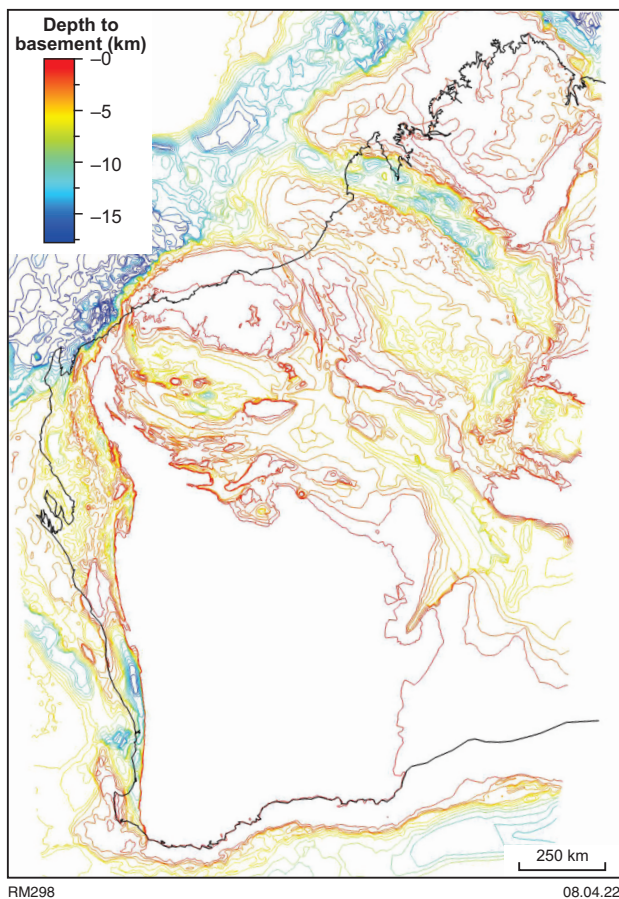 Depth to
basement (km)
–0
–5
–10
–15
250 km
RM298
08.04.22